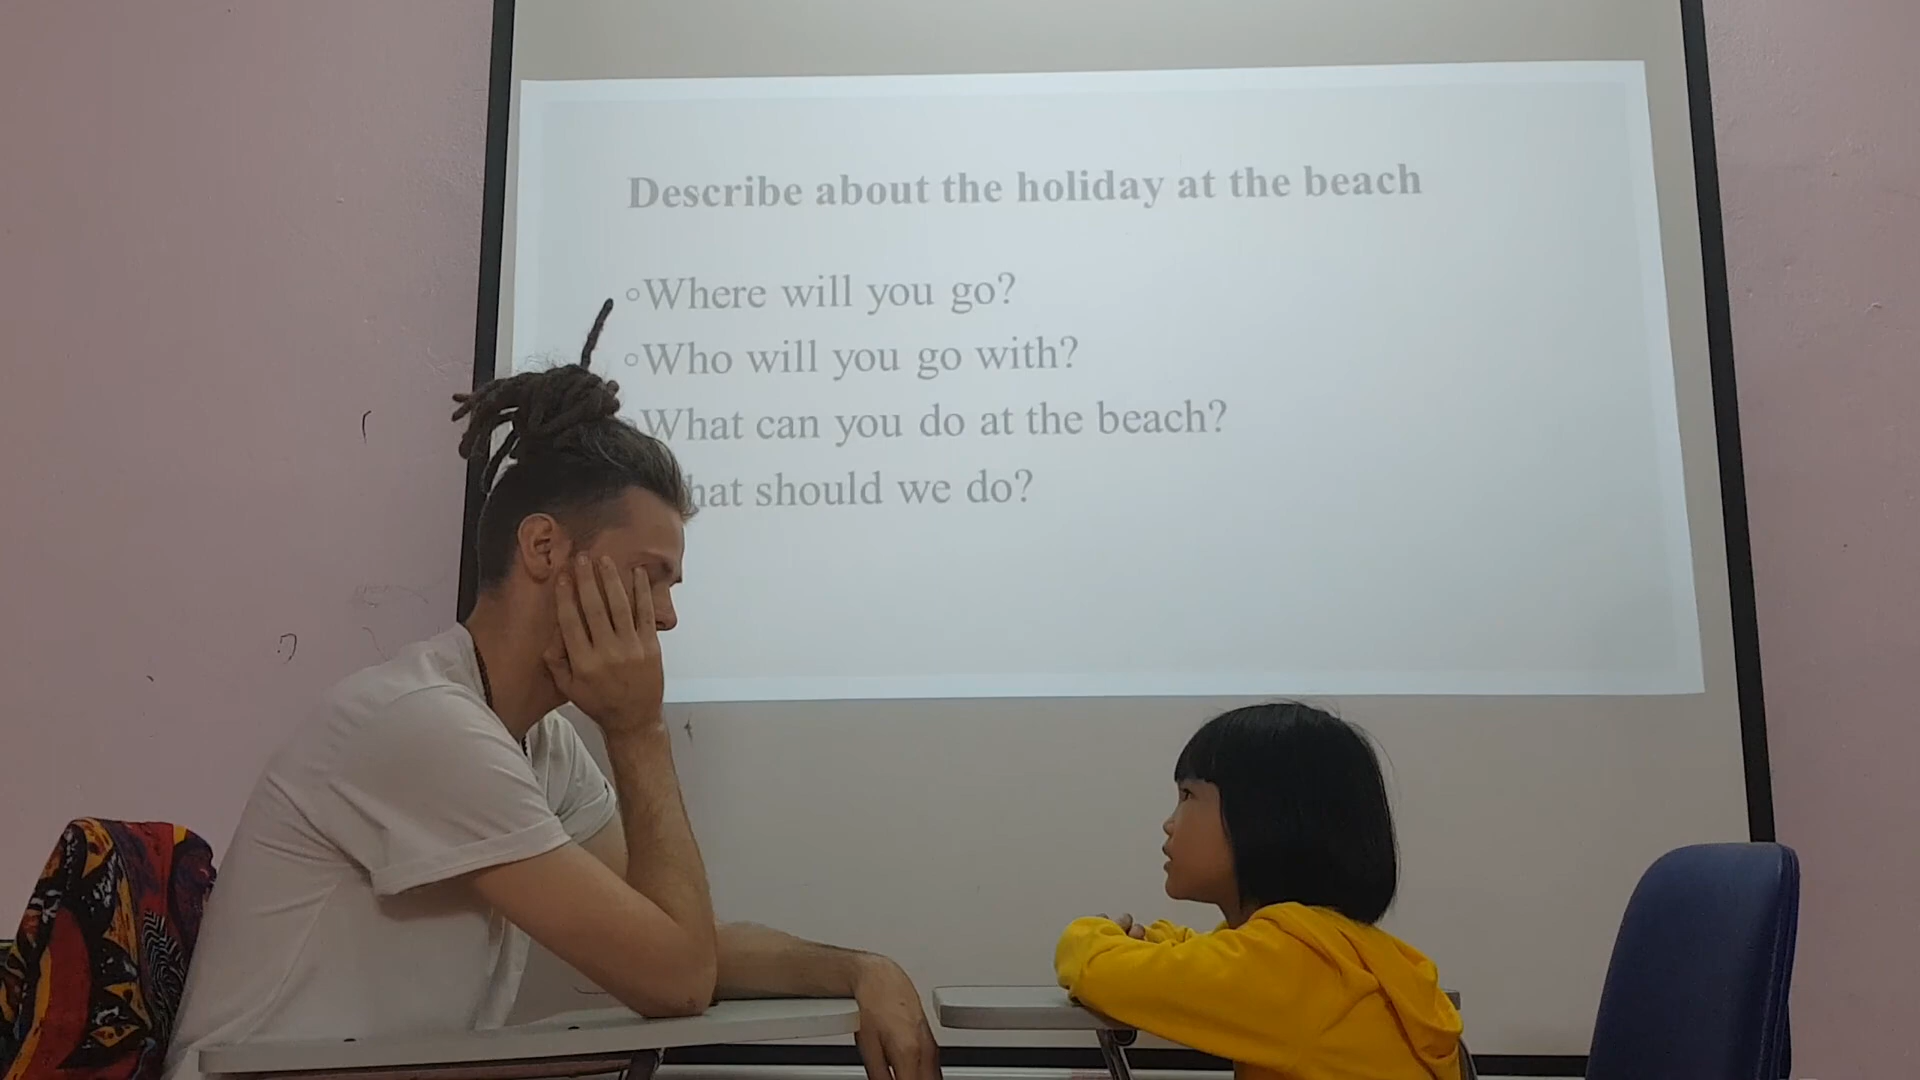 Describe about the holiday at the beach
◦Where will you go?
◦Who will you go with?
What can you do at the beach?
hat should we do?